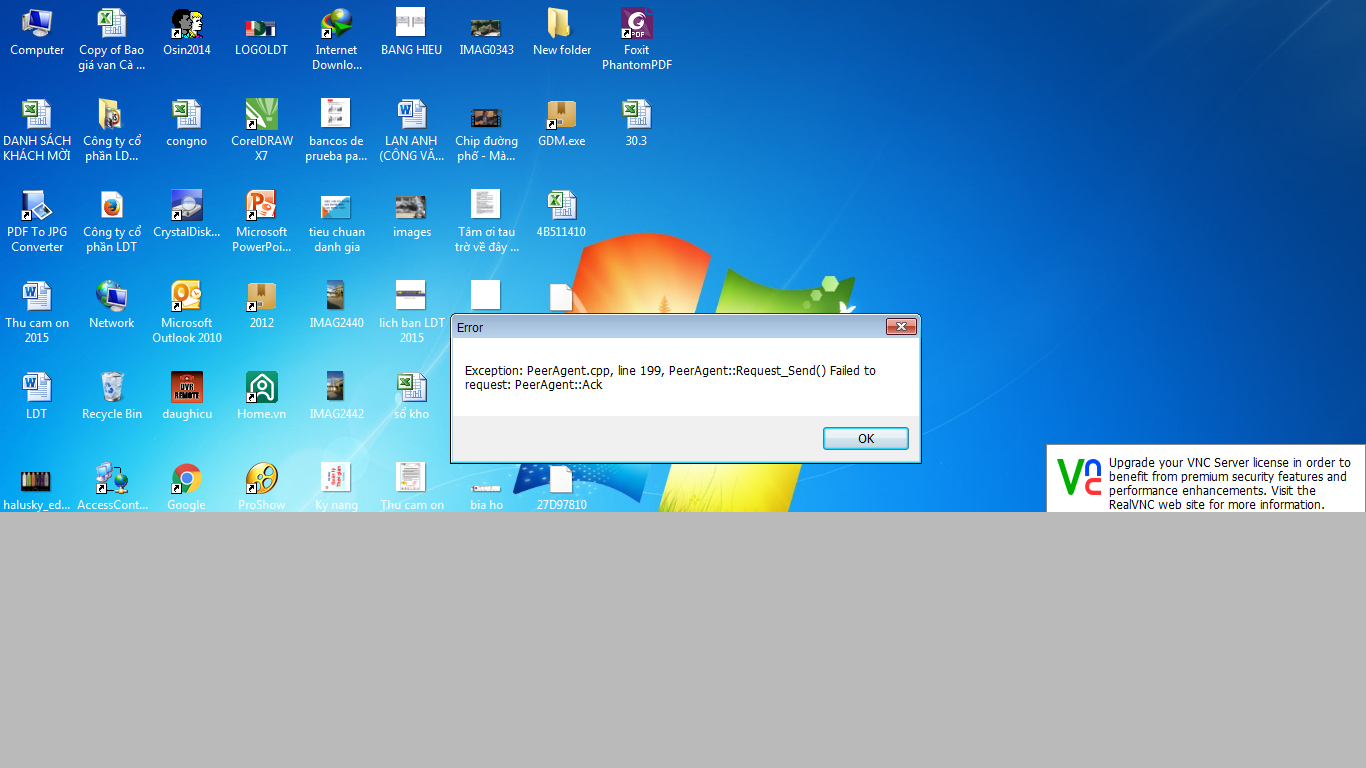 Computer
Copy of Bao
giá van Cà ...
Osin2014
LOGOLDT
Internet
Downlo...
BANG HIEU
IMAG0343
New folder
Foxit
PhantomPDF
DANH SÁCH
KHÁCH MỜI
Công ty cổ
phần LD...
congno
CorelDRAW
X7
bancos de
prueba pa...
LAN ANH
(CÔNG VĂ...
Chip đường
phố - Mà...
GDM.exe
30.3
PDF To JPG
Converter
Công ty cổ
phần LDT
CrystalDisk...
Microsoft
PowerPoi...
tieu chuan
danh gia
images
Tấm ơi tau
trờ về đây ...
4B511410
Thu cam on
2015
Network
Microsoft
Outlook 2010
2012
IMAG2440
lich ban LDT
2015
LDT
Recycle Bin
DVR
REMOTE
daughicu
Home.vn
IMAG2442
sổ kho
Error
Exception: PeerAgent.cpp, line 199, PeerAgent::Request_Send() Failed to
request: PeerAgent::Ack
OK
halusky_ed...
AccessCont...
Google
ProShow
Ky nang
Thu cam on
bia ho
27D97810
Upgrade your VNC Server license in order to
benefit from premium security features and
performance enhancements. Visit the
RealVNC web site for more information.